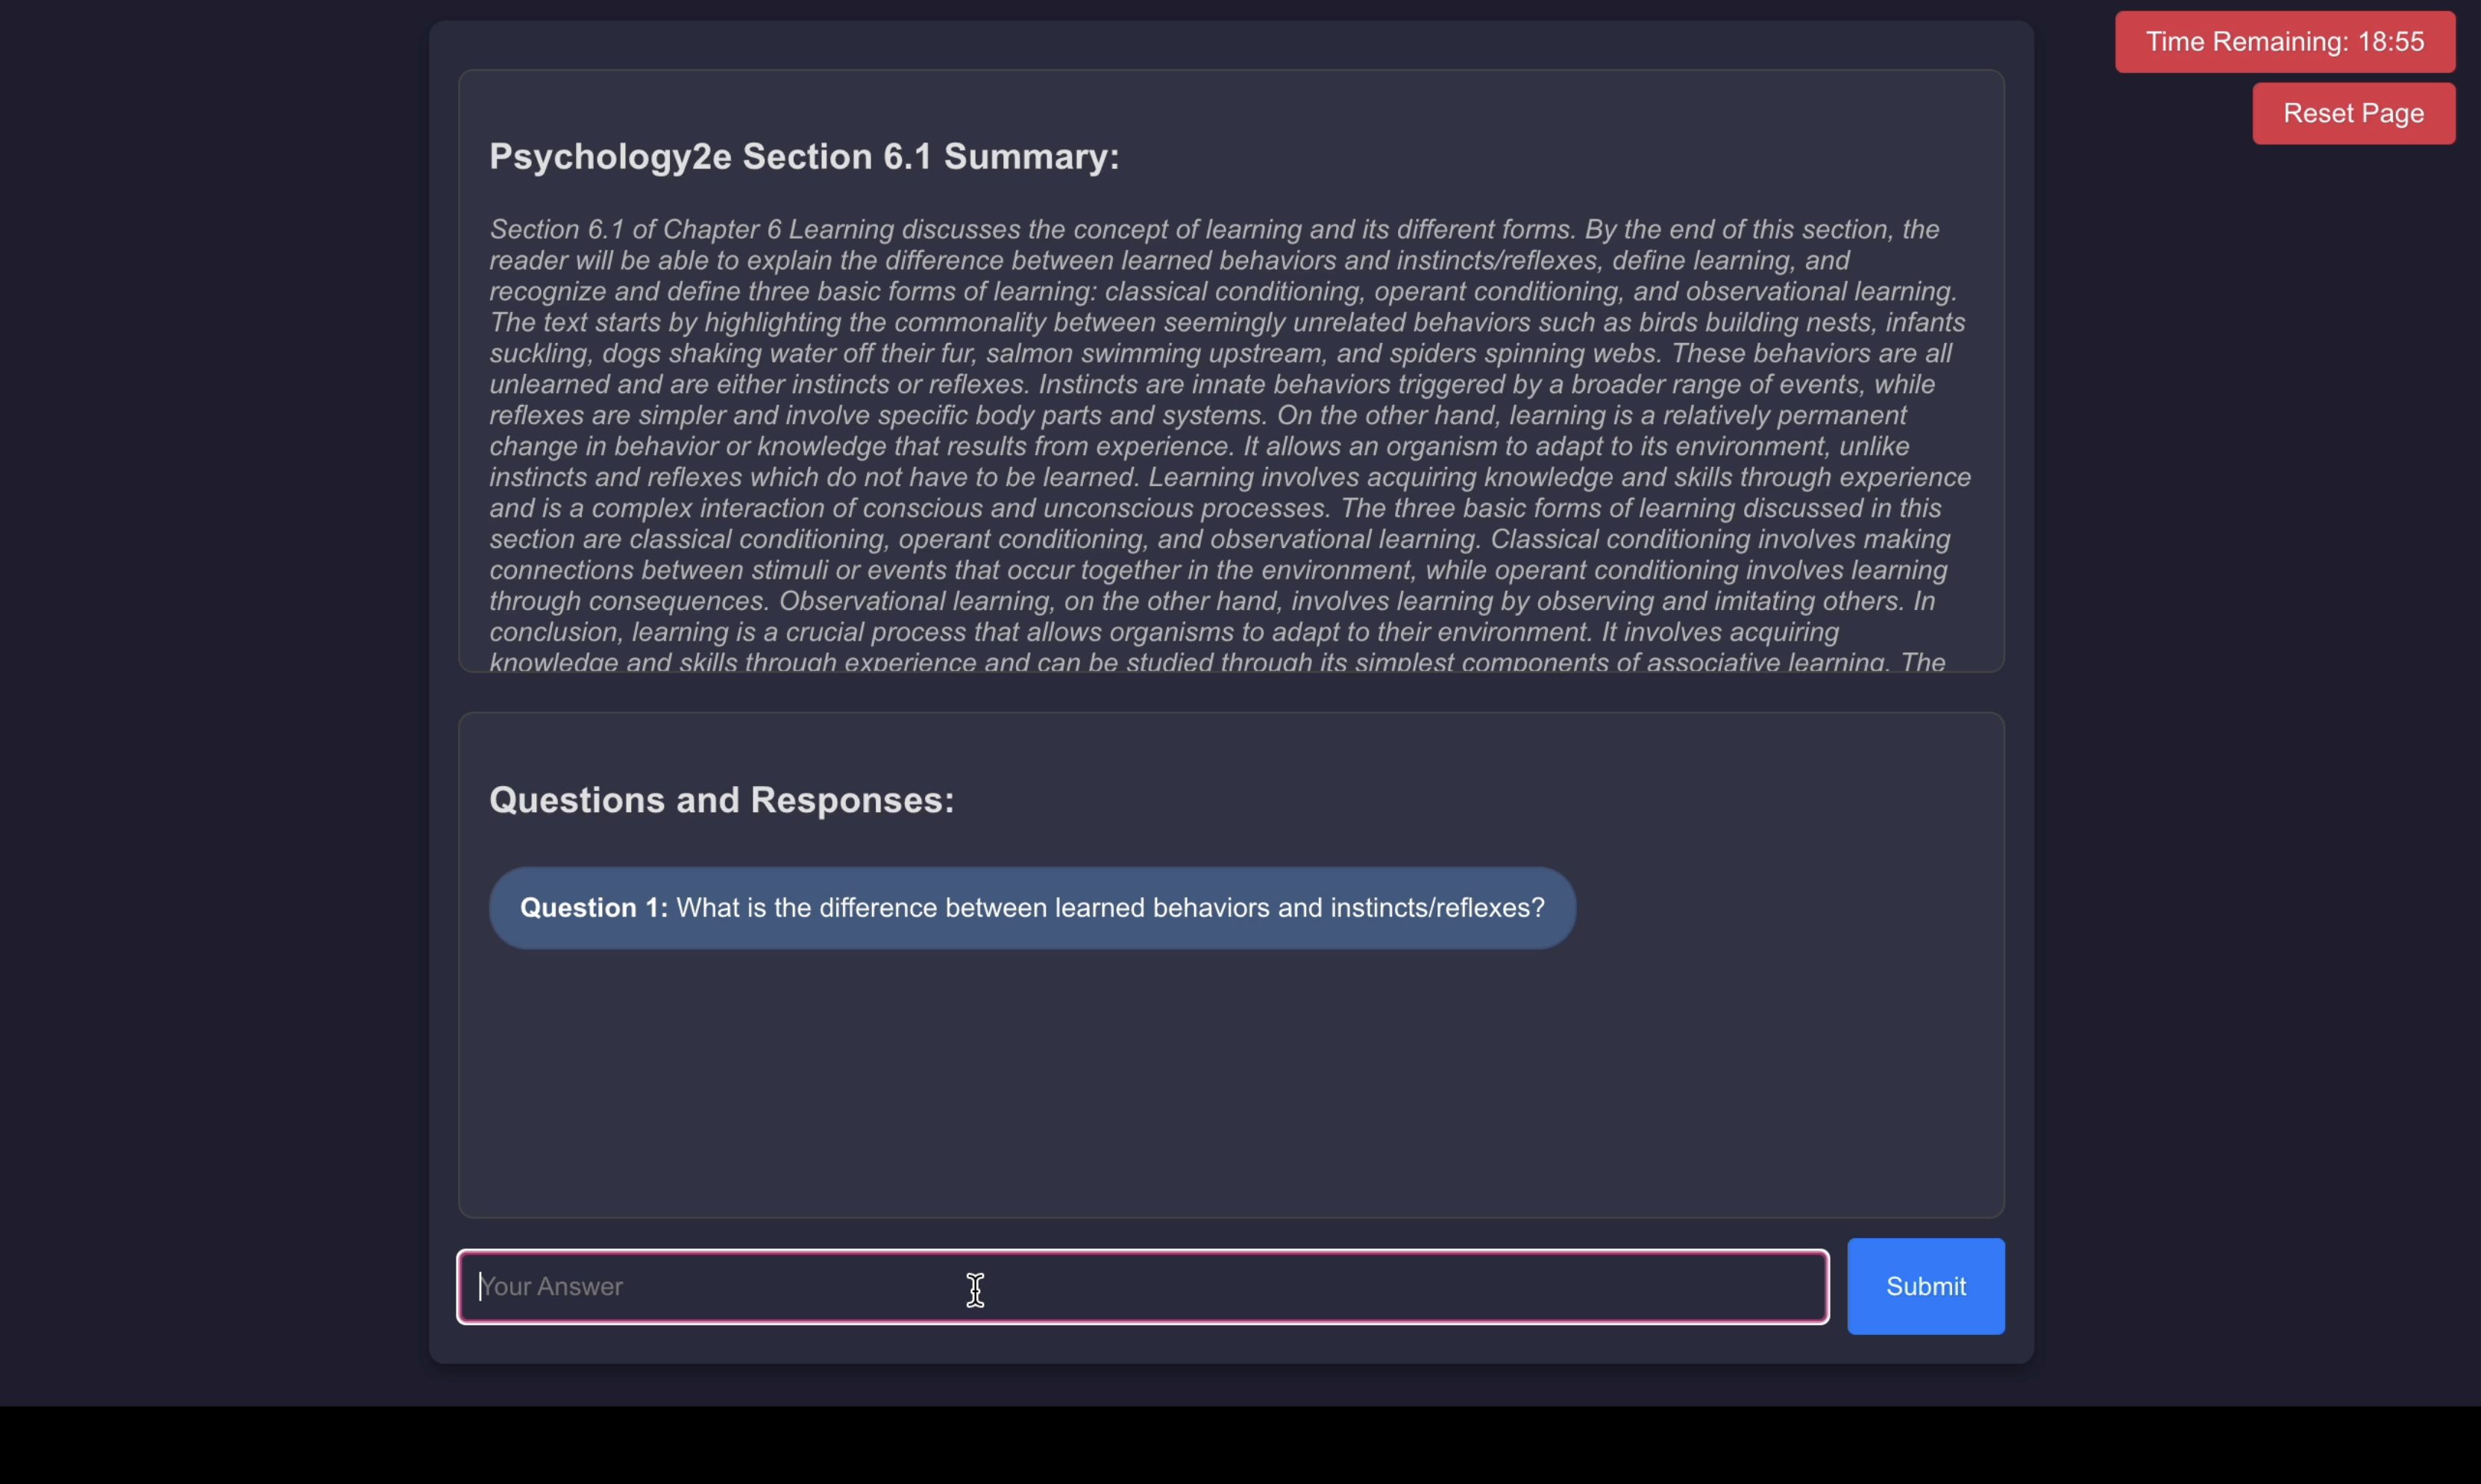 Time Remaining: 18:55
Reset Page
Psychology2e Section 6.1 Summary:
Section 6.1 of Chapter 6 Learning discusses the concept of learning and its different forms. By the end of this section, the
reader will be able to explain the difference between learned behaviors and instincts/reflexes, define learning, and
recognize and define three basic forms of learning: classical conditioning, operant conditioning, and observational learning.
The text starts by highlighting the commonality between seemingly unrelated behaviors such as birds building nests, infants
suckling, dogs shaking water off their fur, salmon swimming upstream, and spiders spinning webs. These behaviors are all
unlearned and are either instincts or reflexes. Instincts are innate behaviors triggered by a broader range of events, while
reflexes are simpler and involve specific body parts and systems. On the other hand, learning is a relatively permanent
change in behavior or knowledge that results from experience. It allows an organism to adapt to its environment, unlike
instincts and reflexes which do not have to be learned. Learning involves acquiring knowledge and skills through experience
and is a complex interaction of conscious and unconscious processes. The three basic forms of learning discussed in this
section are classical conditioning, operant conditioning, and observational learning. Classical conditioning involves making
connections between stimuli or events that occur together in the environment, while operant conditioning involves learning
through consequences. Observational learning, on the other hand, involves learning by observing and imitating others. In
conclusion, learning is a crucial process that allows organisms to adapt to their environment. It involves acquiring
knowledge and skills through experience and can be studied through its simplest components of associative learning. The
Questions and Responses:
Question 1: What is the difference between learned behaviors and instincts/reflexes?
Your Answer
Submit